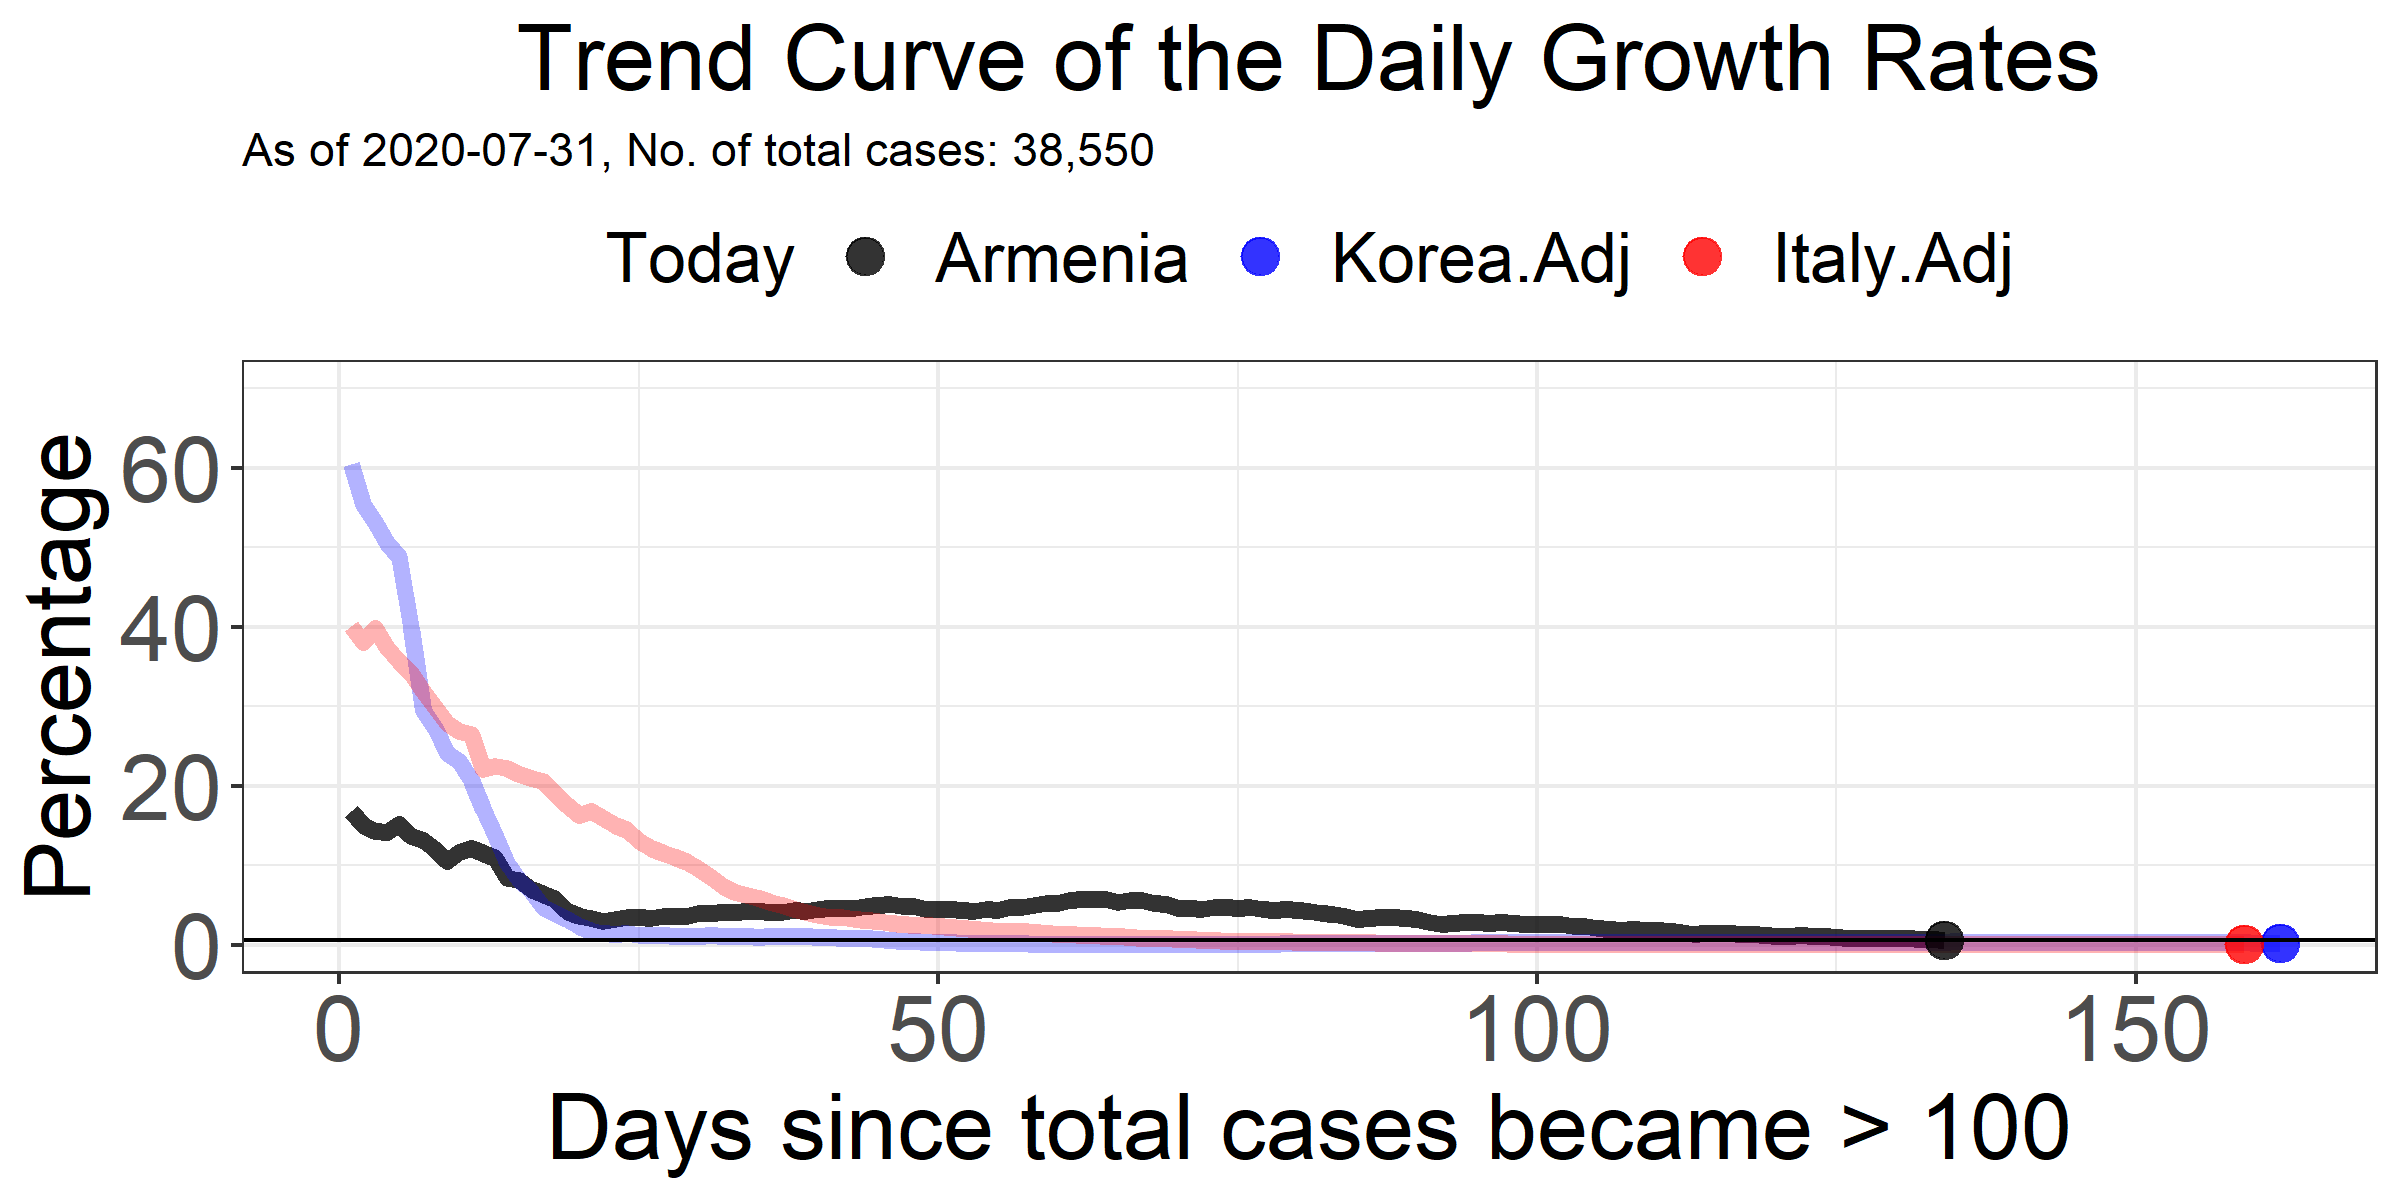 Trend Curve of the Daily Growth Rates
As of 2020-07-31, No. of total cases: 38,550
Today Armenia Korea.Adj Italy.Adj
Percentage
60
40
20
0
0 50 100 150
Days since total cases became > 100